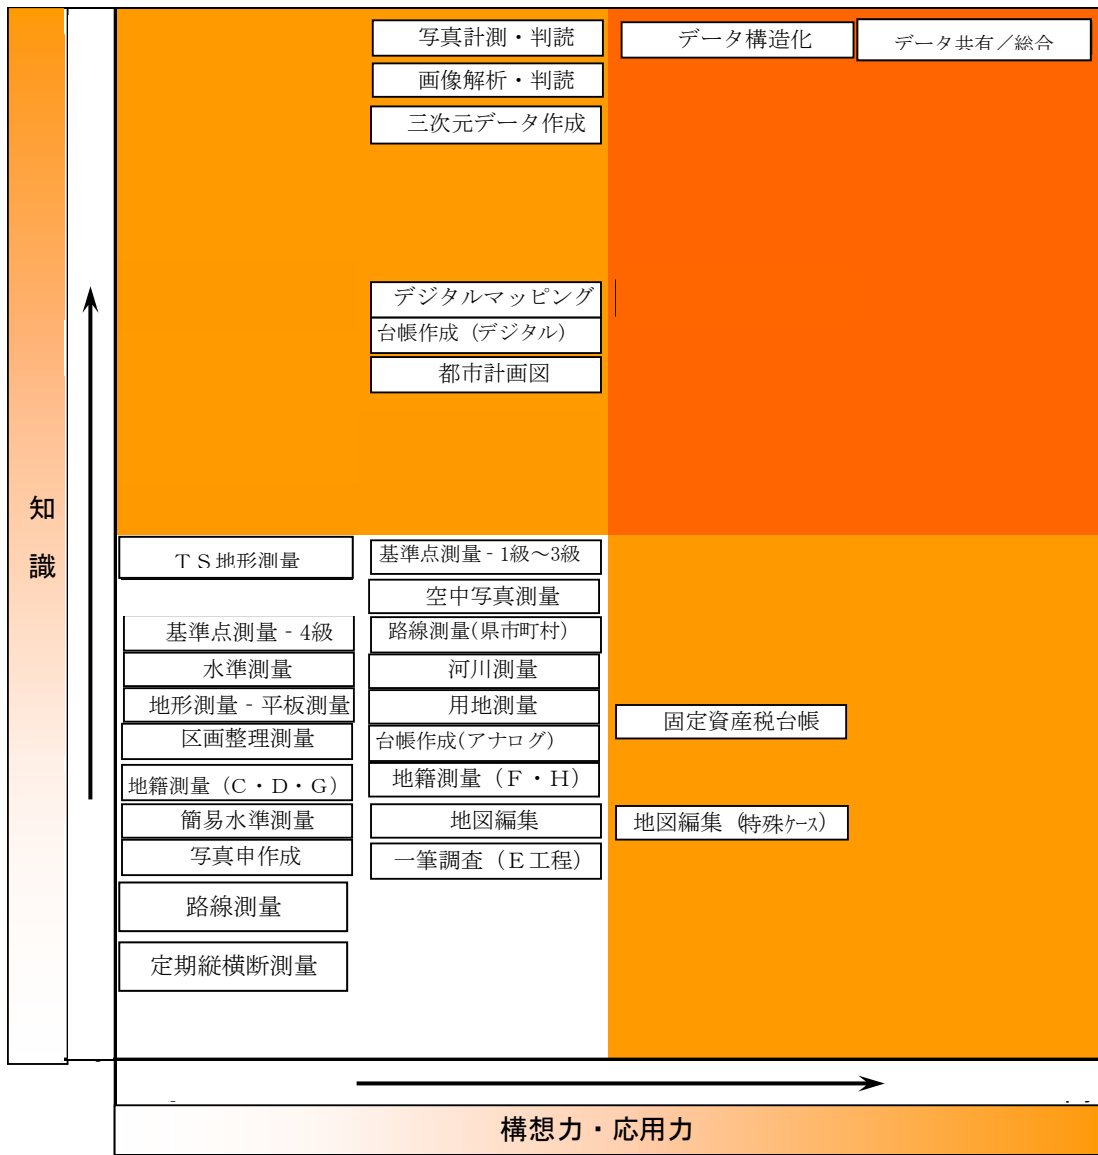 写真計測・判読
データ構造化
データ共有／総合
画像解析・判読
三次元データ作成
デジタルマッピング
台帳作成（デジタル）
都市計画図
知
識
ＴＳ地形測量
基準点測量‐1級～3級
空中写真測量
基準点測量‐4級
路線測量(県市町村)
水準測量
河川測量
地形測量‐平板測量
用地測量
固定資産税台帳
区画整理測量
台帳作成(アナログ)
地籍測量（Ｃ・Ｄ・Ｇ）
地籍測量（Ｆ・Ｈ）
簡易水準測量
地図編集
地図編集（特殊ケース）
写真申作成
一筆調査（Ｅ工程）
路線測量
定期縦横断測量
構想力・応用力